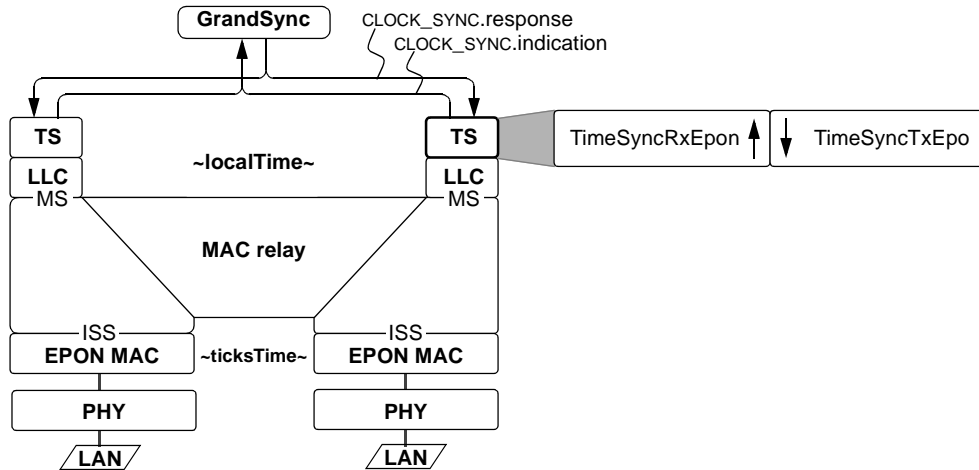 GrandSync
CLOCK_SYNC.response
CLOCK_SYNC.indication
TS
TS
TimeSyncRxEpon
TimeSyncTxEpo
~localTime~
LLC
LLC
MS
MS
MAC relay
ISS
ISS
EPON MAC
~ticksTime~
EPON MAC
PHY
PHY
LAN
LAN